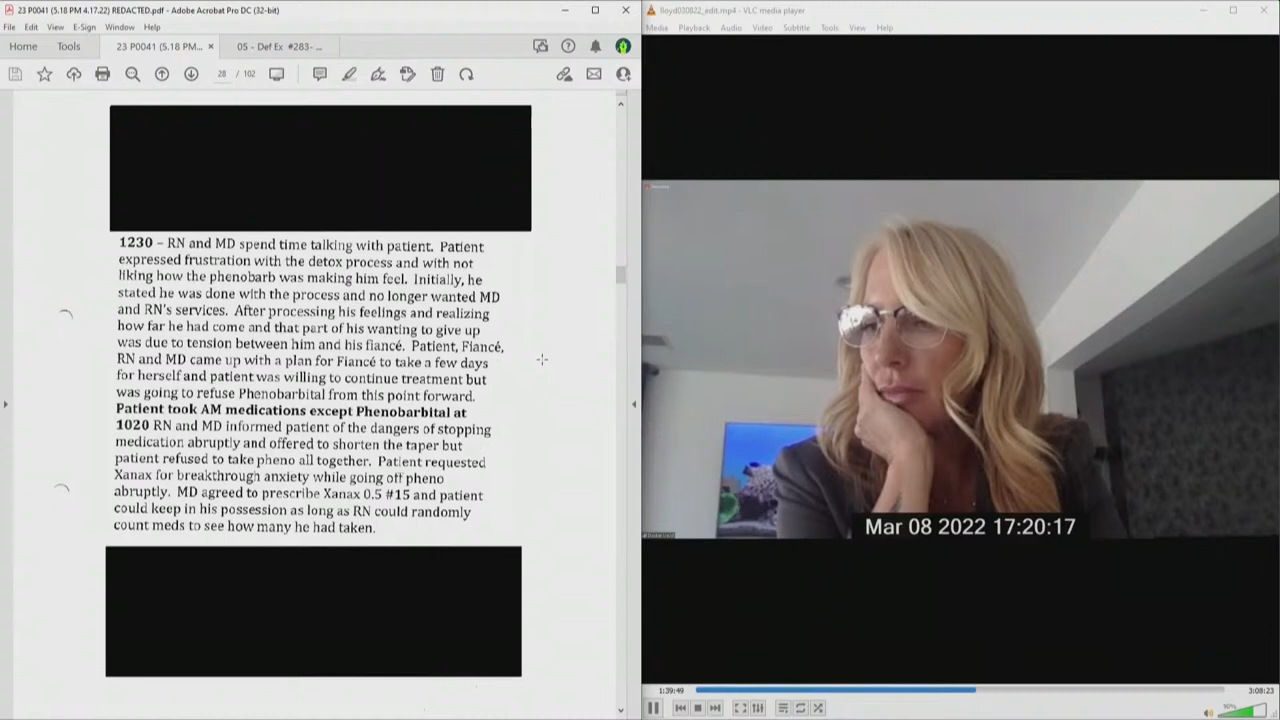 23 P0041 (5.18 PM 4.17.22) REDACTED.pdf - Adobe Acrobat Pro DC (32-bit)
File Edit View E-Sign Window Help
Home Tools 23 P0041 (5.18 PM... × 05 - Def Ex #283- ...
28 / 102
1230 – RN and MD spend time talking with patient. Patient
expressed frustration with the detox process and with not
liking how the phenobarb was making him feel. Initially, he
stated he was done with the process and no longer wanted MD
and RN's services. After processing his feelings and realizing
how far he had come and that part of his wanting to give up
was due to tension between him and his fiancé. Patient, Fiancé,
RN and MD came up with a plan for Fiancé to take a few days
for herself and patient was willing to continue treatment but
was going to refuse Phenobarbital from this point forward.
Patient took AM medications except Phenobarbital at
1020 RN and MD informed patient of the dangers of stopping
medication abruptly and offered to shorten the taper but
patient refused to take pheno all together. Patient requested
Xanax for breakthrough anxiety while going off pheno
abruptly. MD agreed to prescribe Xanax 0.5 #15 and patient
could keep in his possession as long as RN could randomly
count meds to see how many he had taken.
lloyd030822_edit.mp4 - VLC media player
Media Playback Audio Video Subtitle Tools View Help
Mar 08 2022 17:20:17
1:39:49 3:08:23
90%